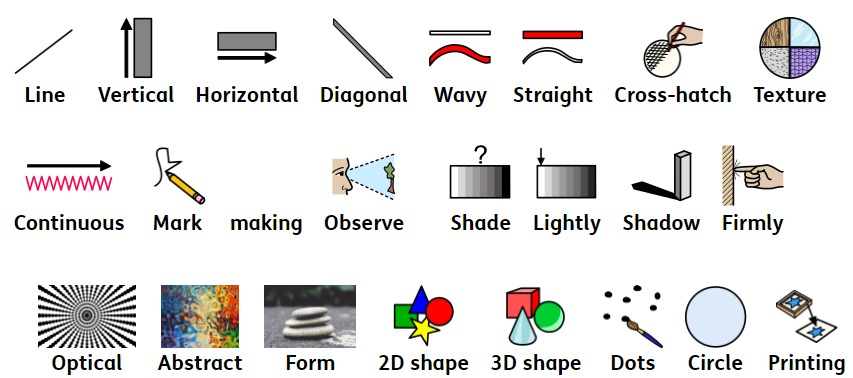 Line Vertical Horizontal Diagonal Wavy Straight Cross-hatch Texture
?
Continuous Mark making Observe Shade Lightly Shadow Firmly
Optical Abstract Form 2D shape 3D shape Dots Circle Printing